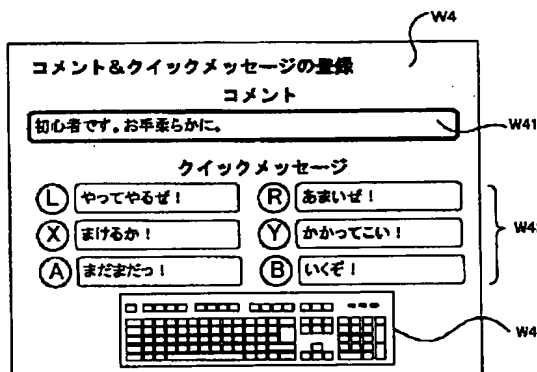 W4
コメント&クイックメッセージの登録
コメント
初心者です。お手柔らかに。
W41
クイックメッセージ
L やってやるぜ! R あまいぜ!
X まけるか! Y かかってこい!
A まだまだっ! B いくぞ!
W4
W4